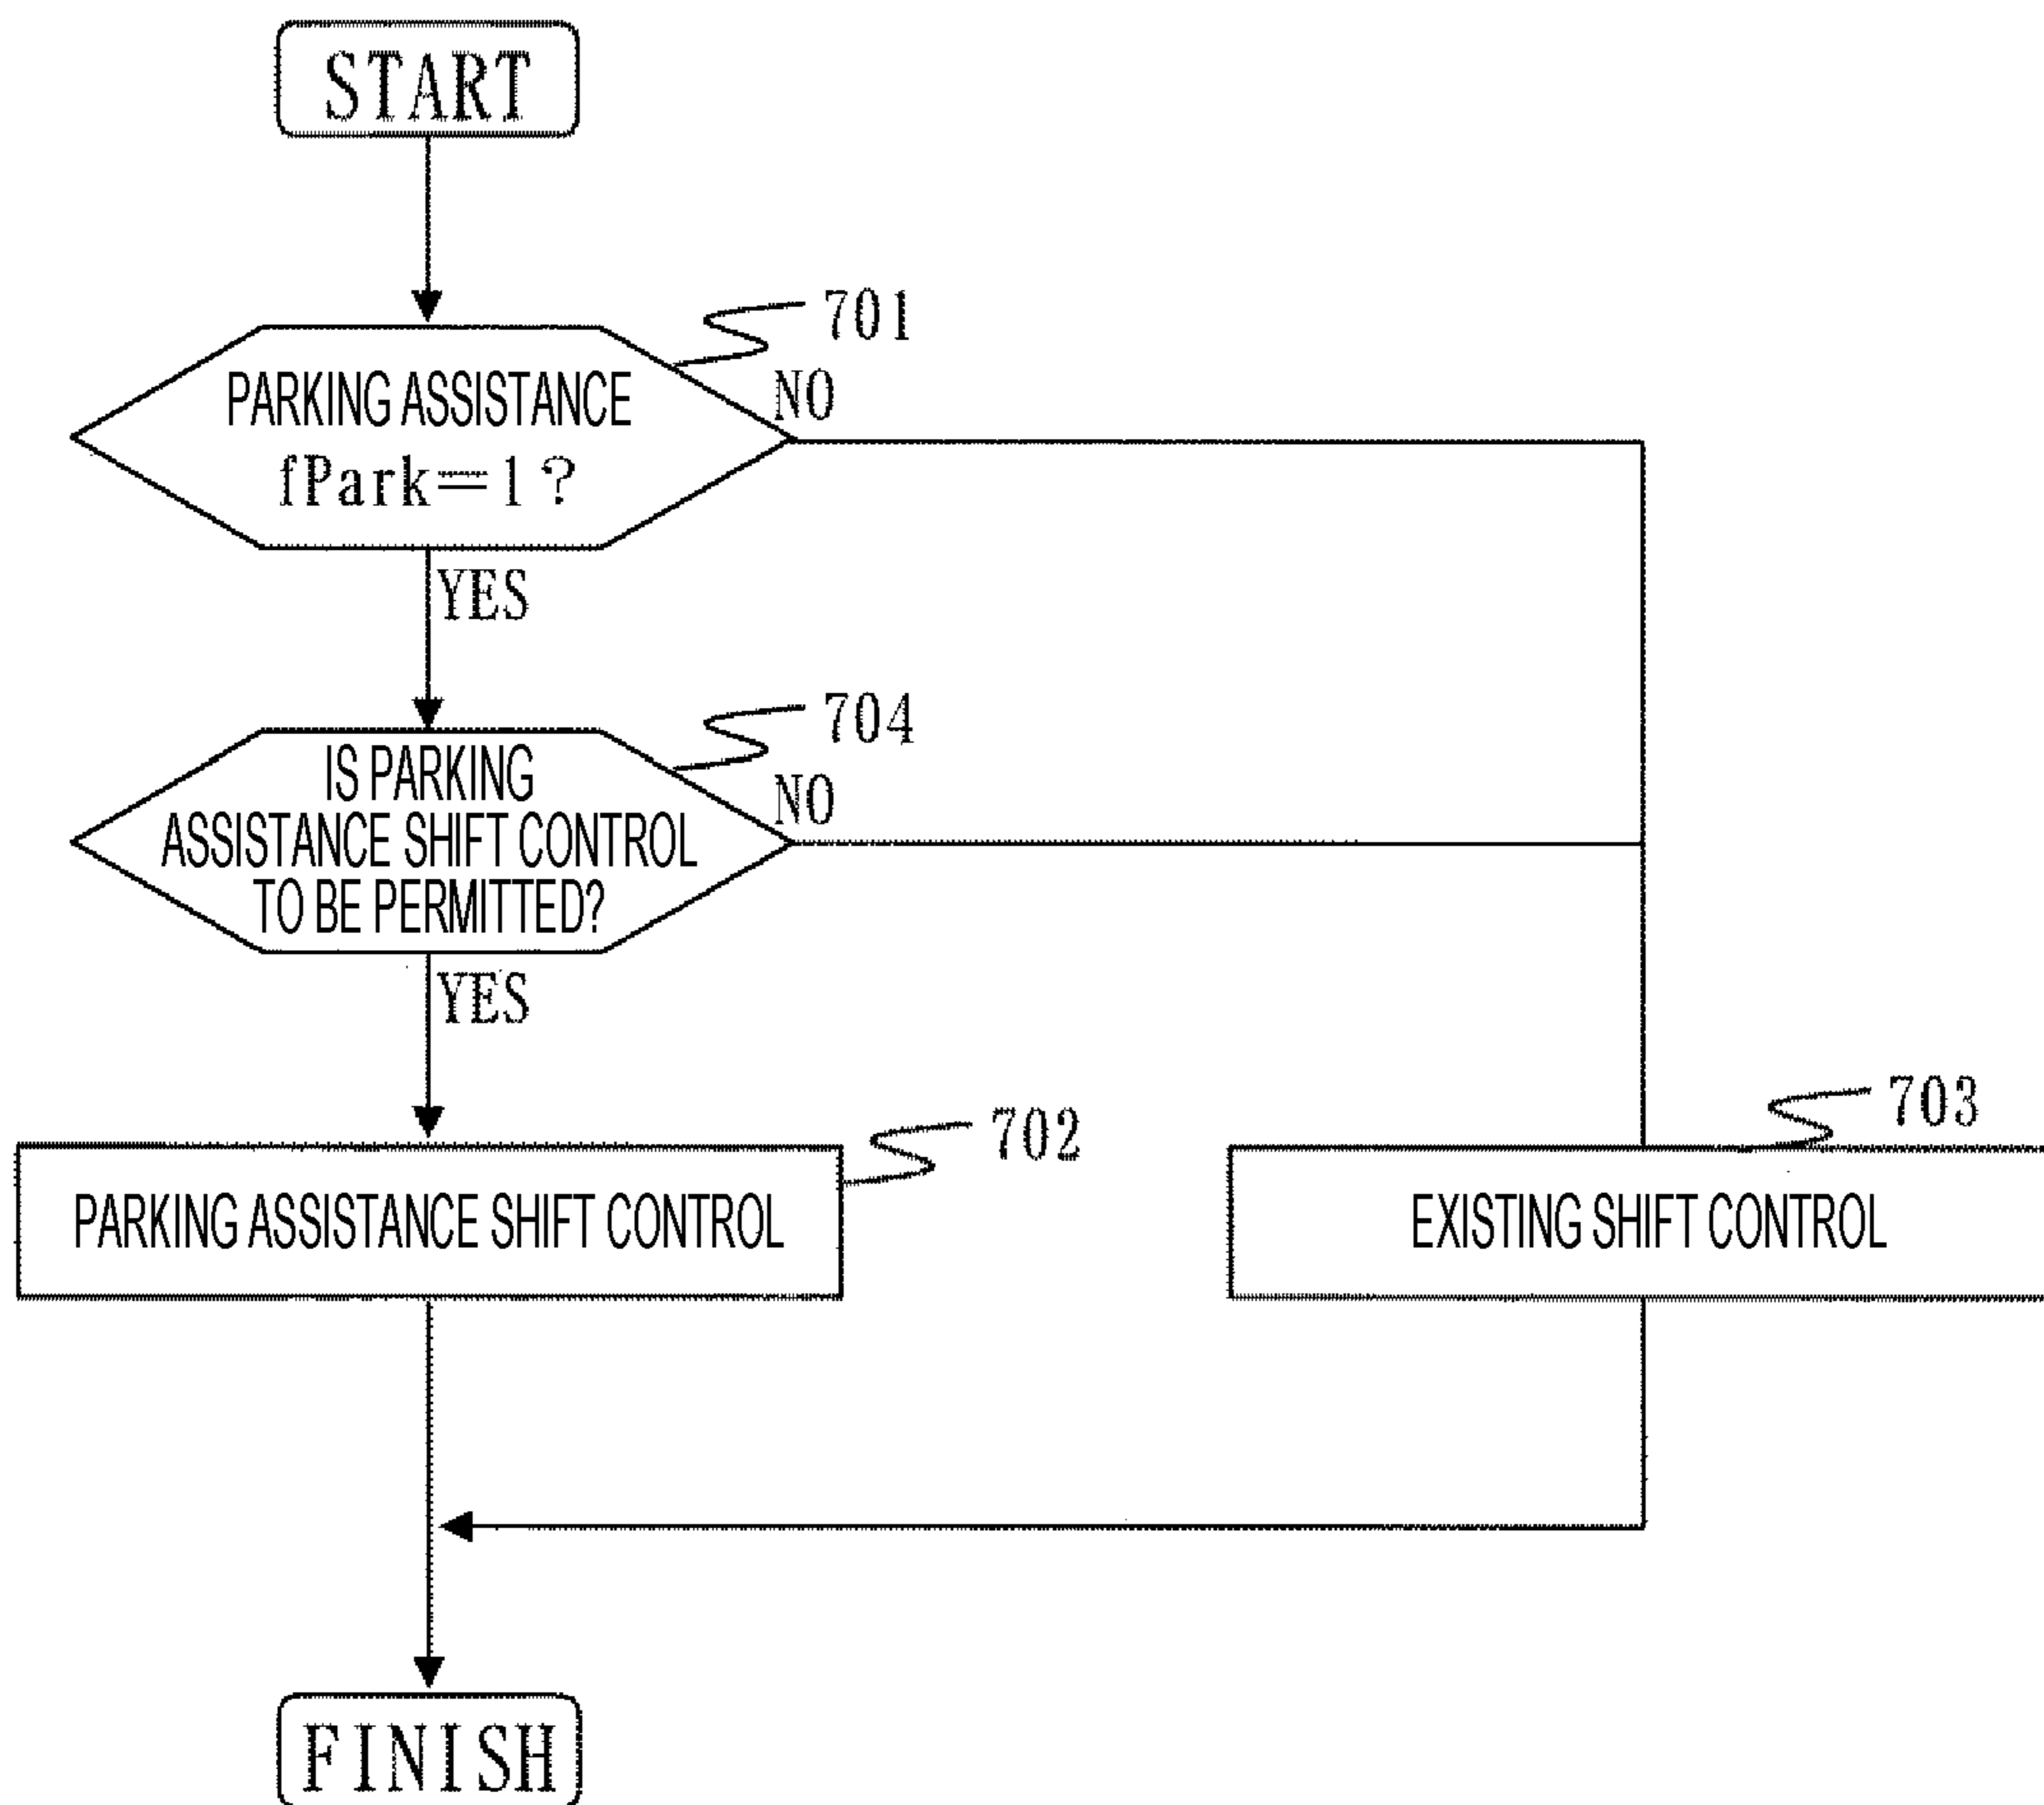 START
701
PARKING ASSISTANCE
fPark=1?
NO
YES
704
IS PARKING
ASSISTANCE SHIFT CONTROL
TO BE PERMITTED?
NO
YES
702
PARKING ASSISTANCE SHIFT CONTROL
703
EXISTING SHIFT CONTROL
FINISH